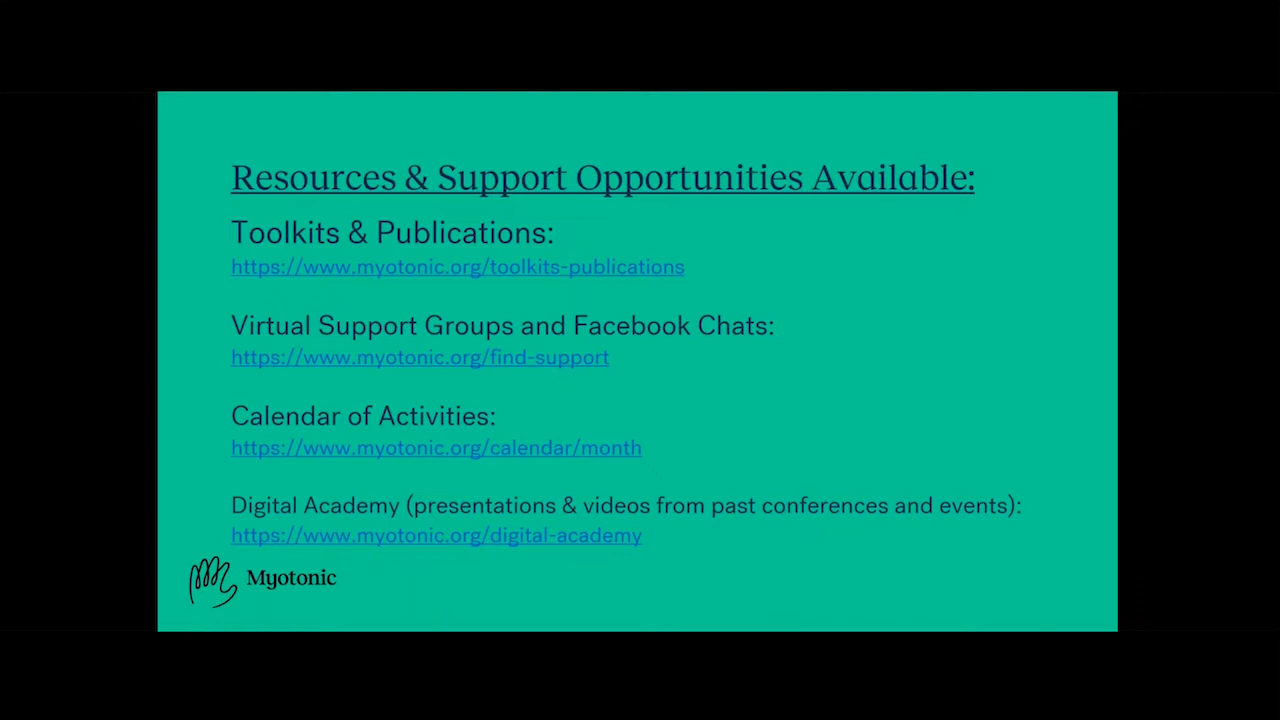 Resources & Support Opportunities Available:
Toolkits & Publications:
https://www.myotonic.org/toolkits-publications
Virtual Support Groups and Facebook Chats:
https://www.myotonic.org/find-support
Calendar of Activities:
https://www.myotonic.org/calendar/month
Digital Academy (presentations & videos from past conferences and events):
https://www.myotonic.org/digital-academy
Myotonic